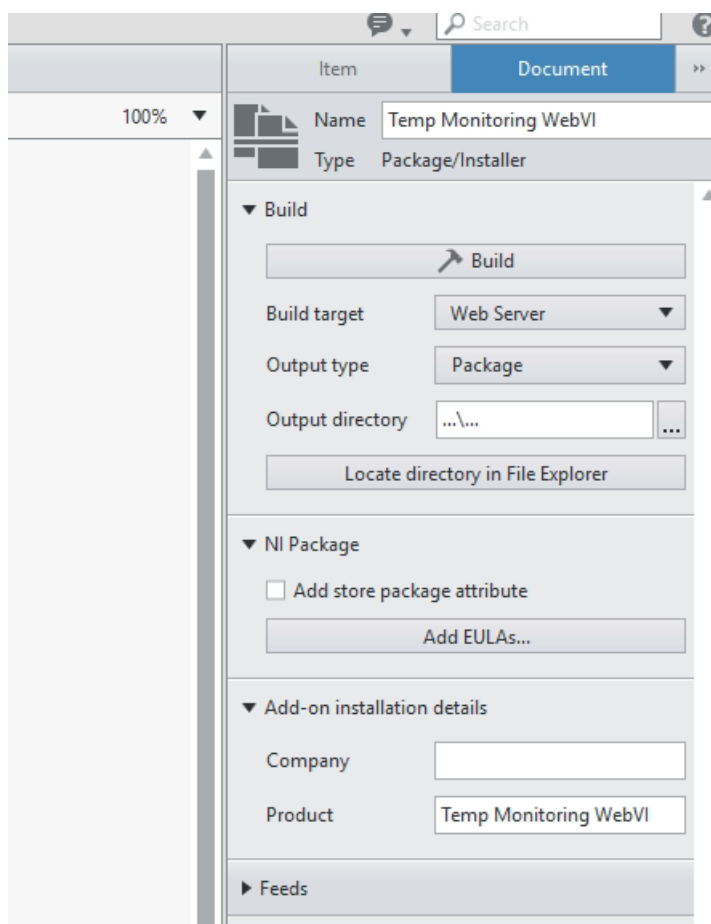 Search
Item Document
100% Name Temp Monitoring WebVI
Type Package/Installer
Build
Build
Build target Web Server
Output type Package
Output directory ...\... ...
Locate directory in File Explorer
NI Package
Add store package attribute
Add EULAs...
Add-on installation details
Company
Product Temp Monitoring WebVI
Feeds